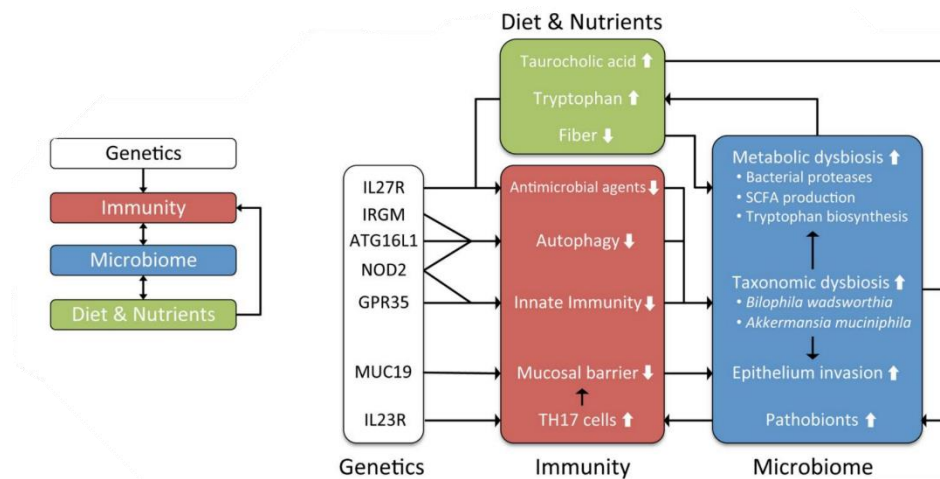 Genetics
Immunity
Microbiome
Diet & Nutrients
Diet & Nutrients
Taurocholic acid
Tryptophan
Fiber
IL27R
IRGM
ATG16L1
NOD2
GPR35
MUC19
IL23R
Genetics
Antimicrobial agents
Autophagy
Innate Immunity
Mucosal barrier
TH17 cells
Immunity
Metabolic dysbiosis
• Bacterial proteases
• SCFA production
• Tryptophan biosynthesis
Taxonomic dysbiosis
• Bilophila wadsworthia
• Akkermansia muciniphila
Epithelium invasion
Pathobionts
Microbiome